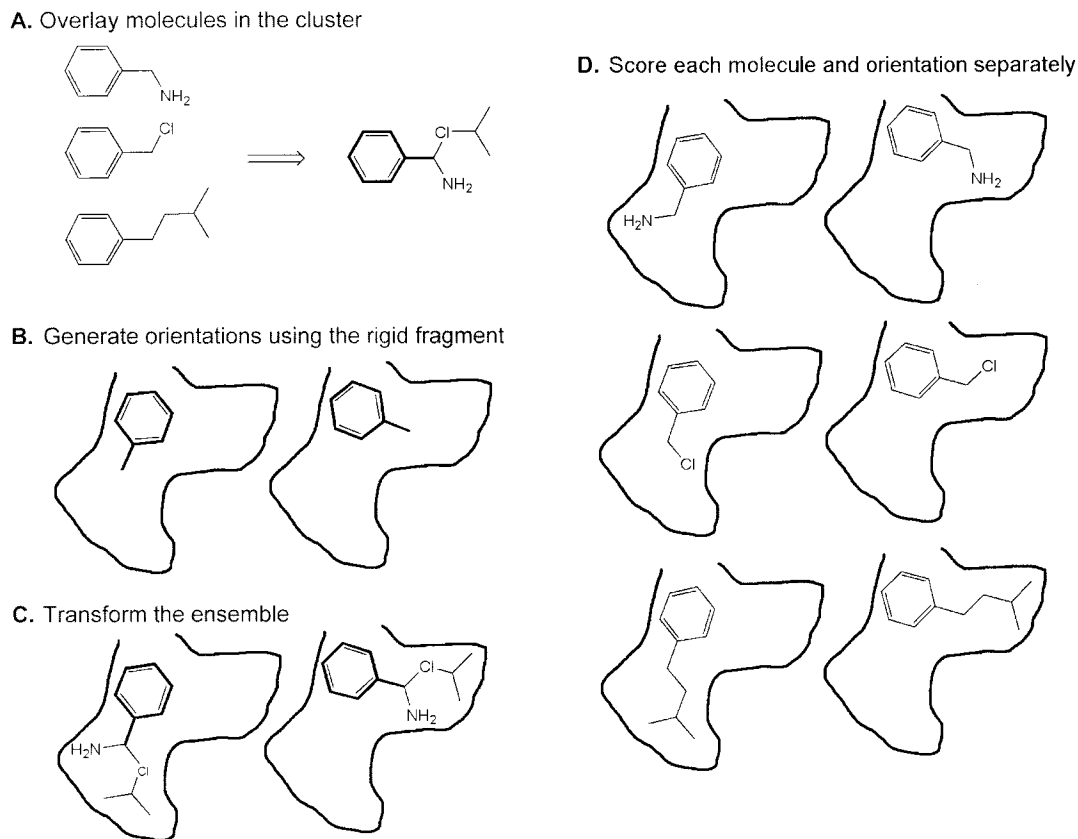 A. Overlay molecules in the cluster
NH2
Cl
Cl
NH2
B. Generate orientations using the rigid fragment
C. Transform the ensemble
H2N
Cl
Cl
NH2
D. Score each molecule and orientation separately
H2N
NH2
Cl
Cl